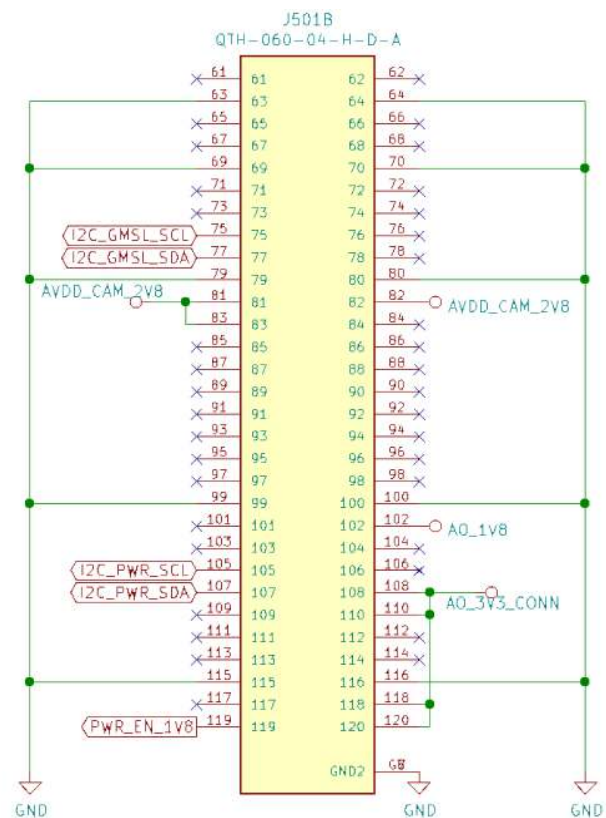 J501B
QTH-060-04-H-D-A
61 61 62 62
63 63 64 64
65 65 66 66
67 67 68 68
69 69 70 70
71 71 72 72
73 73 74 74
I2C_GMSL_SCL 75 75 76 76
I2C_GMSL_SDA 77 77 78 78
79 79 80 80
AVDD_CAM_2V8 81 81 82 82 AVDD_CAM_2V8
83 83 84 84
85 85 86 86
87 87 88 88
89 89 90 90
91 91 92 92
93 93 94 94
95 95 96 96
97 97 98 98
99 99 100 100
101 101 102 102 AO_1V8
103 103 104 104
I2C_PWR_SCL 105 105 106 106
I2C_PWR_SDA 107 107 108 108 AO_3V3_CONN
109 109 110 110
111 111 112 112
113 113 114 114
115 115 116 116
117 117 118 118
PWR_EN_1V8 119 119 120 120
GND2
GND GND GND